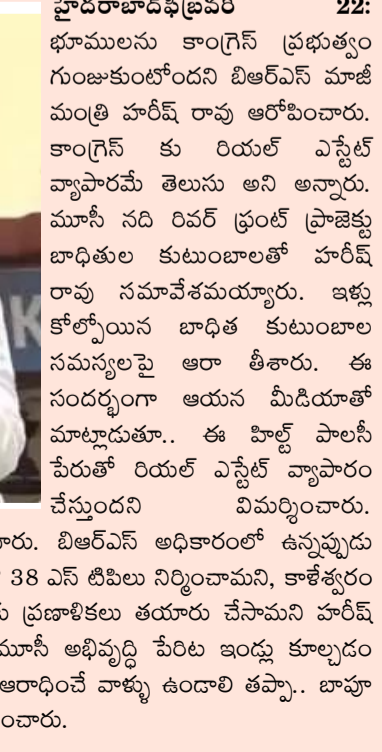 హైదరాబాద్‌ఫిబ్రవరి 22:
భూములను కాంగ్రెస్ ప్రభుత్వం
గుంజుకుంటోందని బిఆర్ఎస్ మాజీ
మంత్రి హరీష్ రావు ఆరోపించారు.
కాంగ్రెస్ కు రియల్ ఎస్టేట్
వ్యాపారమే తెలుసు అని అన్నారు.
మూసీ నది రివర్ ఫ్రంట్ ప్రాజెక్టు
బాధితుల కుటుంబాలతో హరీష్
రావు సమావేశమయ్యారు. ఇళ్లు
కోల్పోయిన బాధిత కుటుంబాల
సమస్యలపై ఆరా తీశారు. ఈ
సందర్భంగా ఆయన మీడియాతో
మాట్లాడుతూ.. ఈ హిల్ట్ పాలసీ
పేరుతో రియల్ ఎస్టేట్ వ్యాపారం
చేస్తుందని విమర్శించారు.
బిఆర్ఎస్ అధికారంలో ఉన్నప్పుడు
38 ఎస్ టిపిలు నిర్మించామని, కాళేశ్వరం
ప్రణాళికలు తయారు చేసామని హరీష్
మూసీ అభివృద్ధి పేరిట ఇండ్లు కూల్చడం
ఆరాధించే వాళ్ళు ఉండాలి తప్పా.. బాపూ